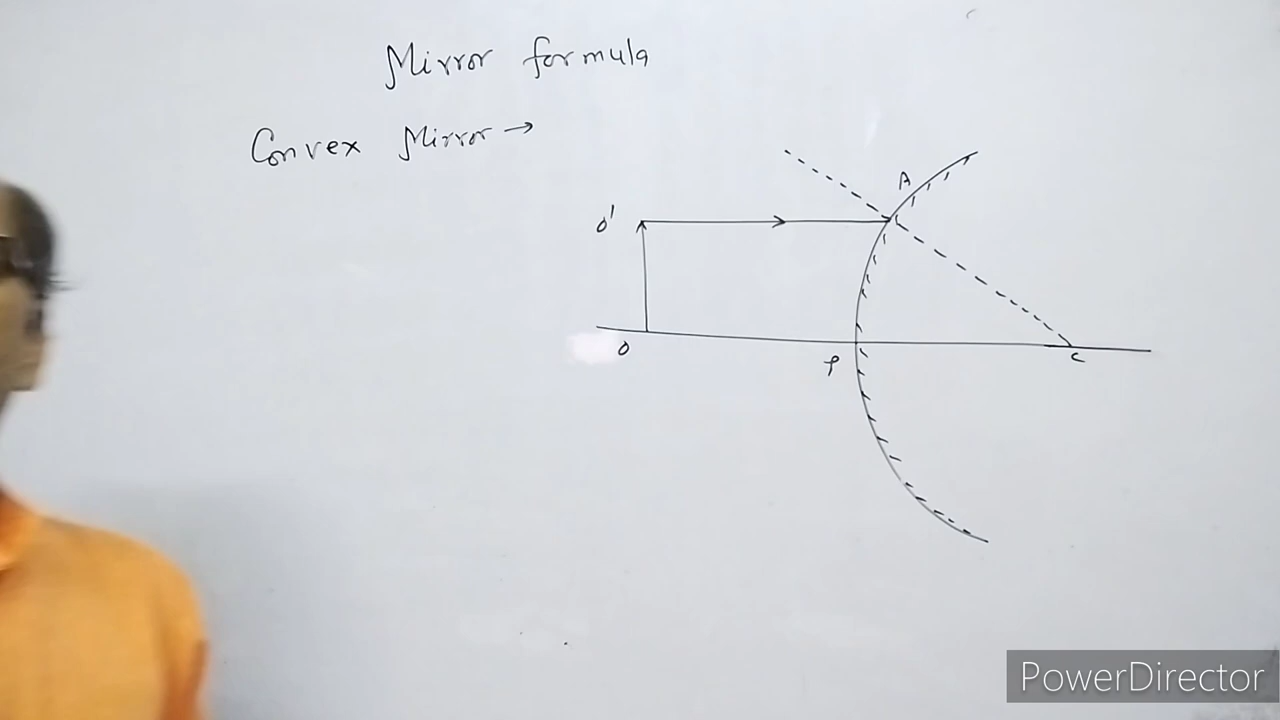 Mirror formula
Convex Mirror →
A
O'
O
P
C
PowerDirector